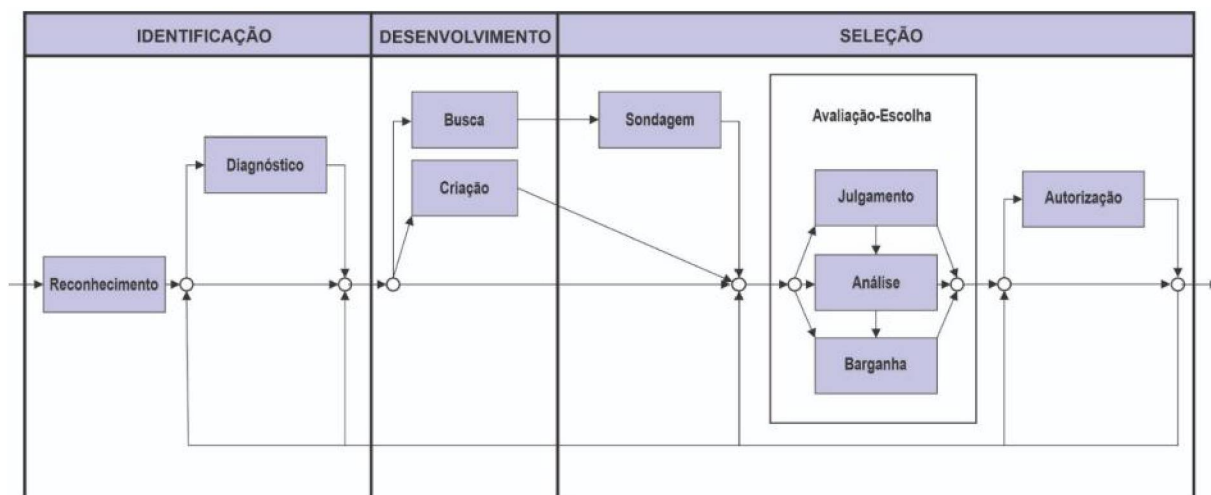 IDENTIFICAÇÃO
DESENVOLVIMENTO
SELEÇÃO
Busca
Sondagem
Avaliação-Escolha
Diagnóstico
Criação
Julgamento
Autorização
Reconhecimento
Análise
Barganha